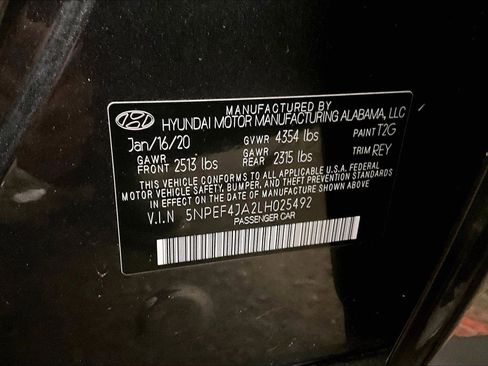 MANUFACTURED BY
HYUNDAI MOTOR MANUFACTURING ALABAMA, LLC
Jan/16/20 GVWR 4354 lbs PAINT T2G
GAWR FRONT 2513 lbs GAWR REAR 2315 lbs TRIM REY
THIS VEHICLE CONFORMS TO ALL APPLICABLE U.S.A. FEDERAL
MOTOR VEHICLE SAFETY, BUMPER, AND THEFT PREVENTION
STANDARDS IN EFFECT ON THE DATE OF MANUFACTURE SHOWN ABOVE.
V.I.N 5NPEF4JA2LH025492
PASSENGER CAR